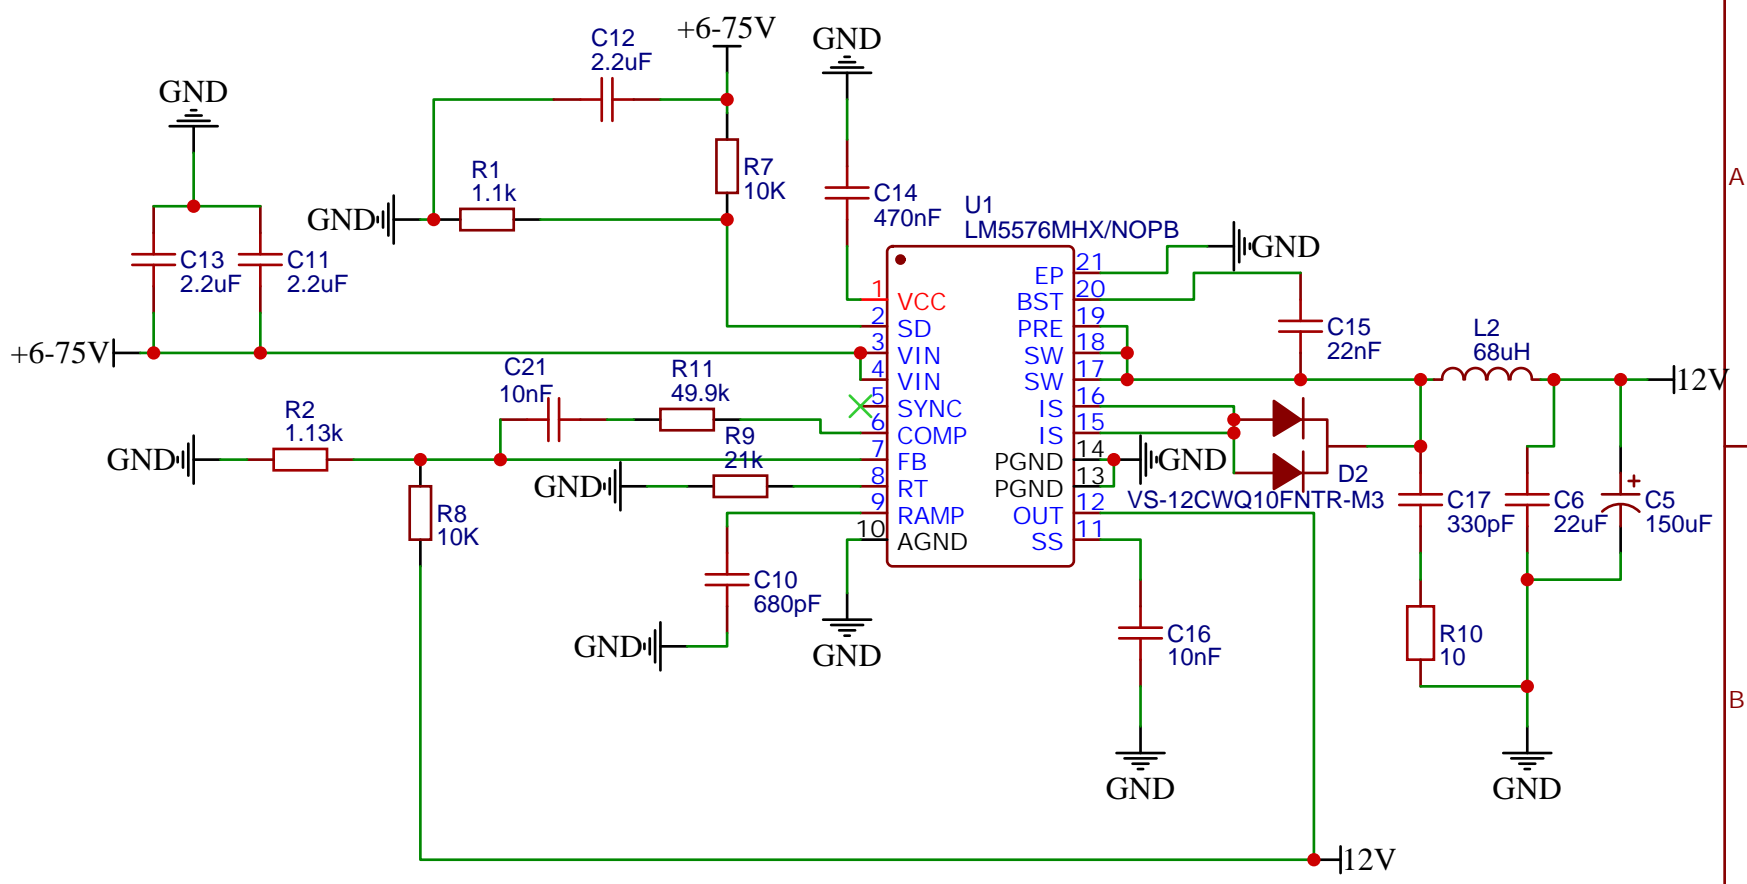 +6-75V
C12
2.2uF
GND
GND
R1
1.1k
R7
10K
GND
C14
470nF
U1
LM5576MHX/NOPB
GND
C13
2.2uF
C11
2.2uF
+6-75V
1 VCC
2 SD
3 VIN
4 VIN
5 SYNC
6 COMP
7 FB
8 RT
9 RAMP
10 AGND
EP 21
BST 20
PRE 19
SW 18
SW 17
IS 16
IS 15
PGND 14
PGND 13
OUT 12
SS 11
C15
22nF
L2
68uH
12V
C21
10nF
R11
49.9k
R2
1.13k
GND
R9
21k
GND
GND
D2
VS-12CWQ10FNTR-M3
C17
330pF
C6
22uF
+
C5
150uF
R8
10K
C10
680pF
GND
GND
C16
10nF
R10
10
GND
GND
12V
A
B